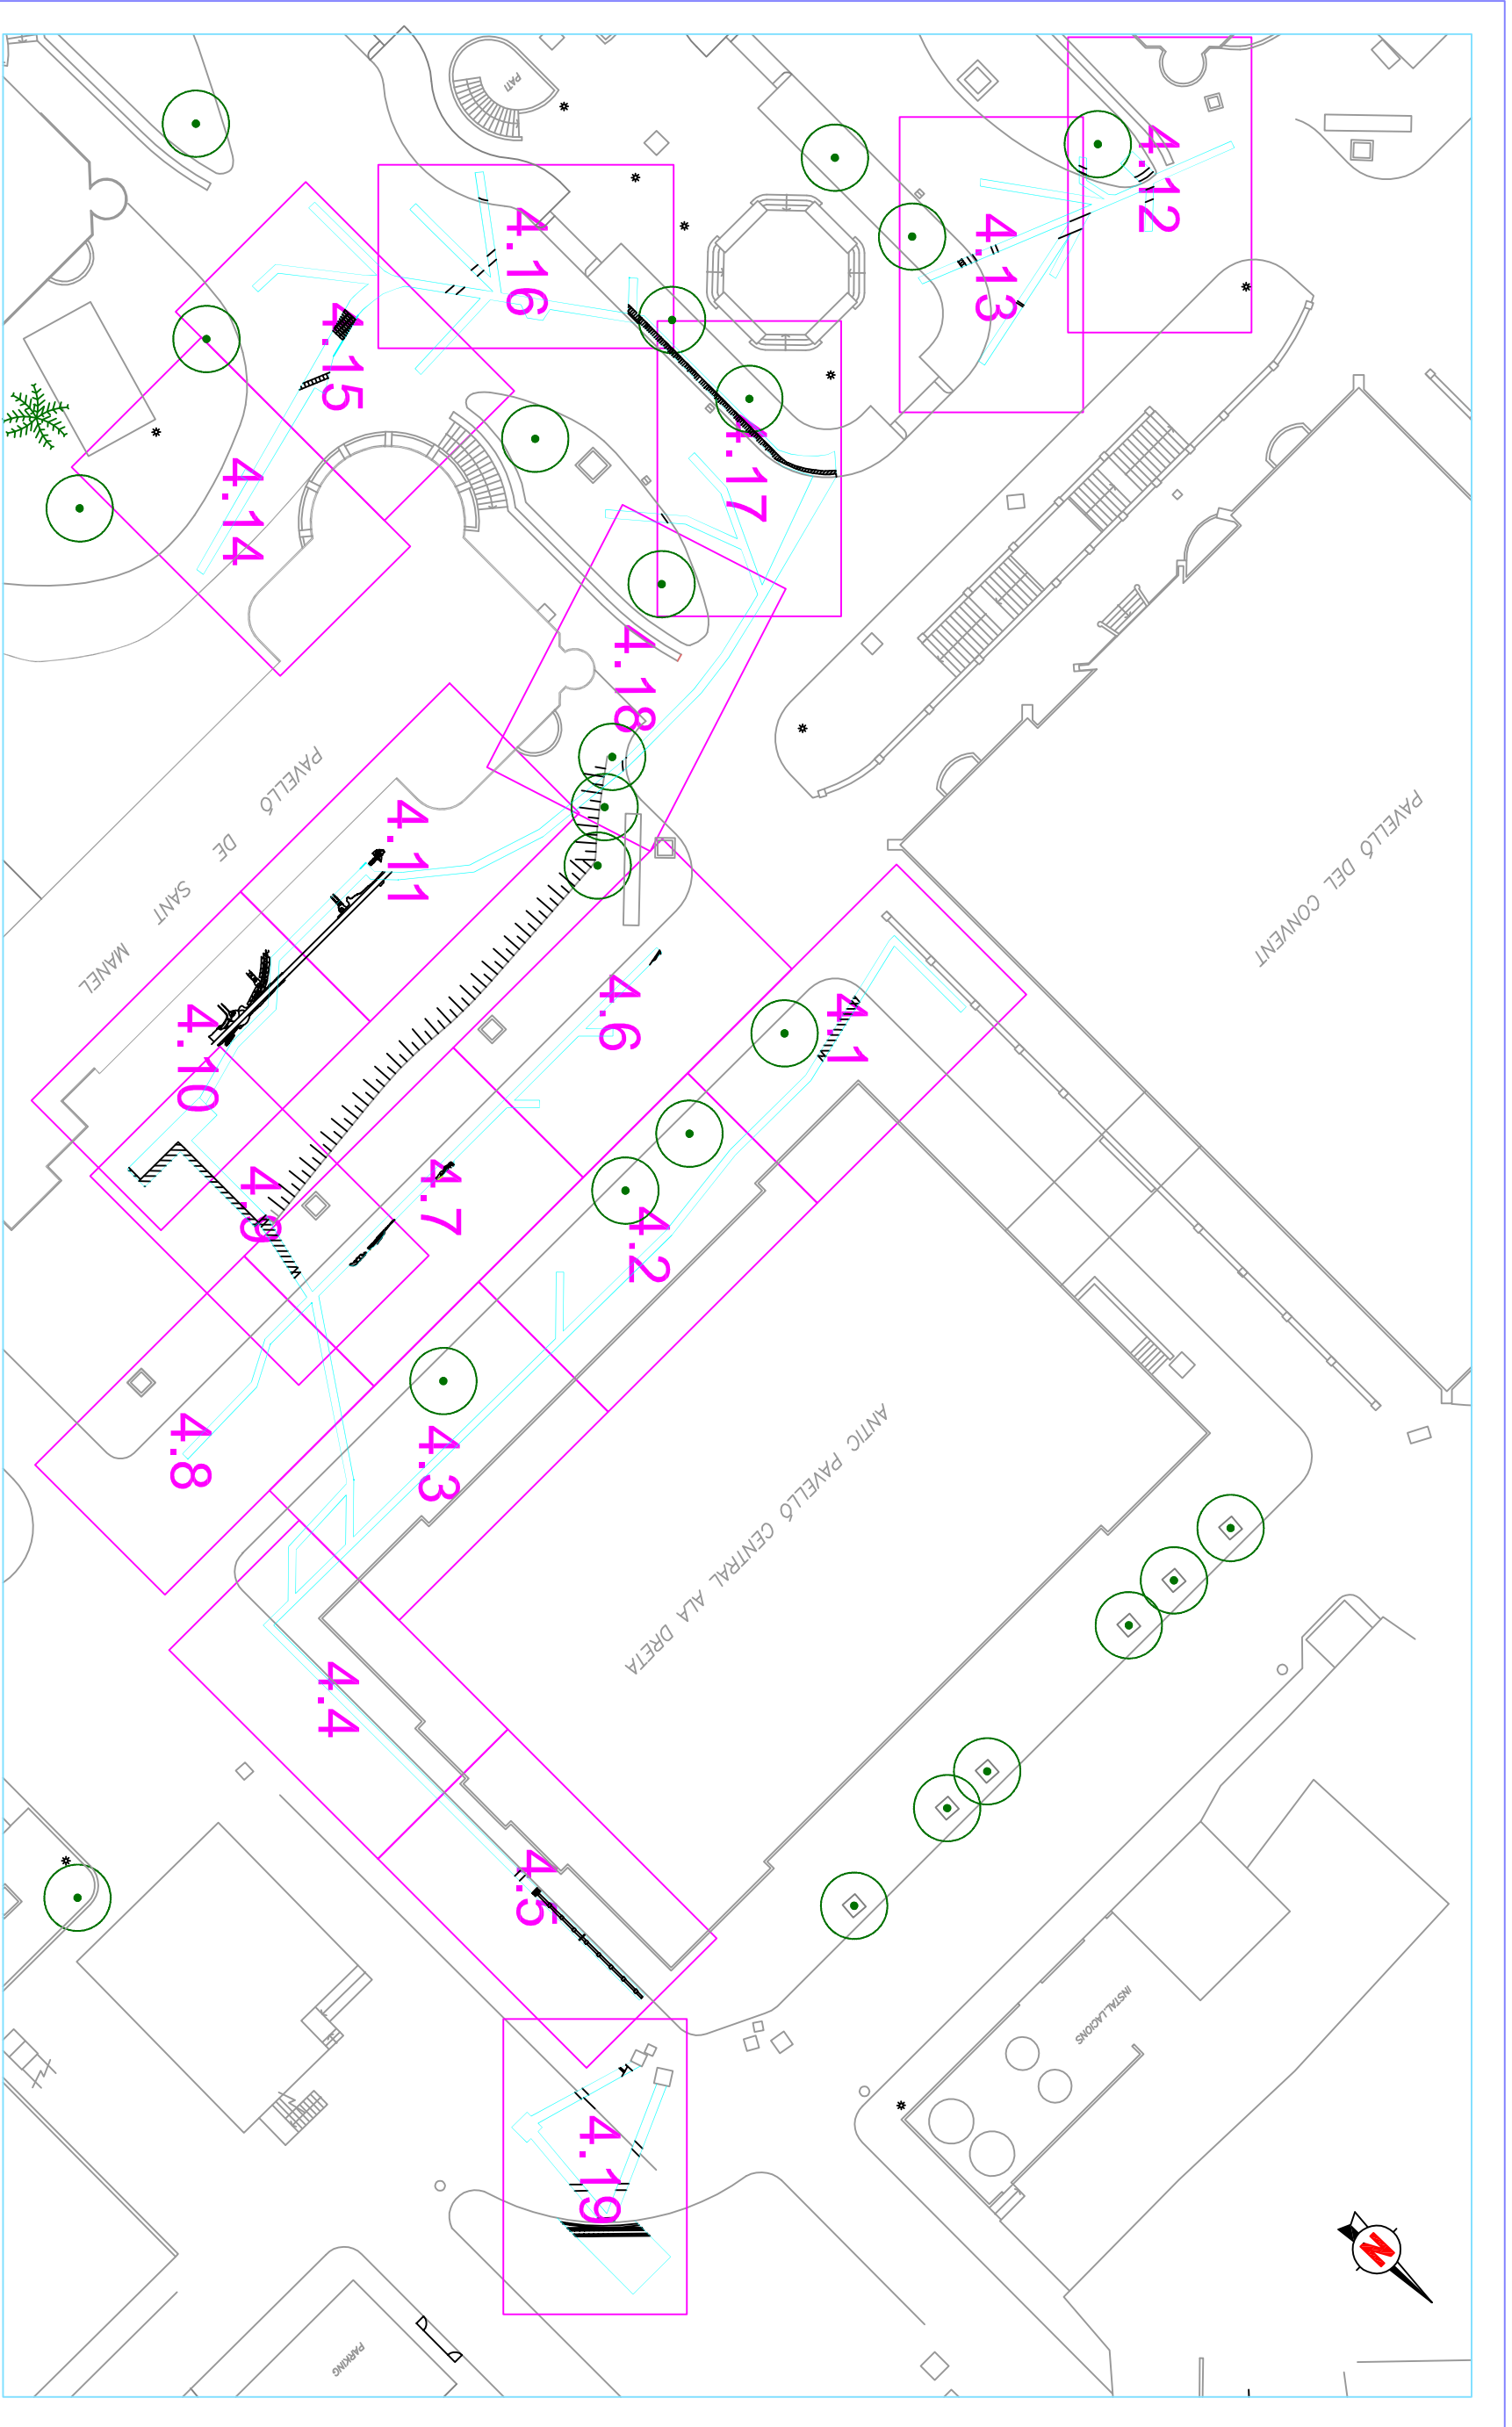 PATI
4.12
4.13
4.16
4.15
4.17
4.14
4.18
PAVELLÓ DE SANT MANEL
4.11
PAVELLÓ DEL CONVENT
4.6
4.1
4.10
4.7
4.9
4.2
4.8
4.3
ANTIC PAVELLÓ CENTRAL ALA DRETA
4.4
4.5
INSTAL.LACIONS
4.19
N
PARKING